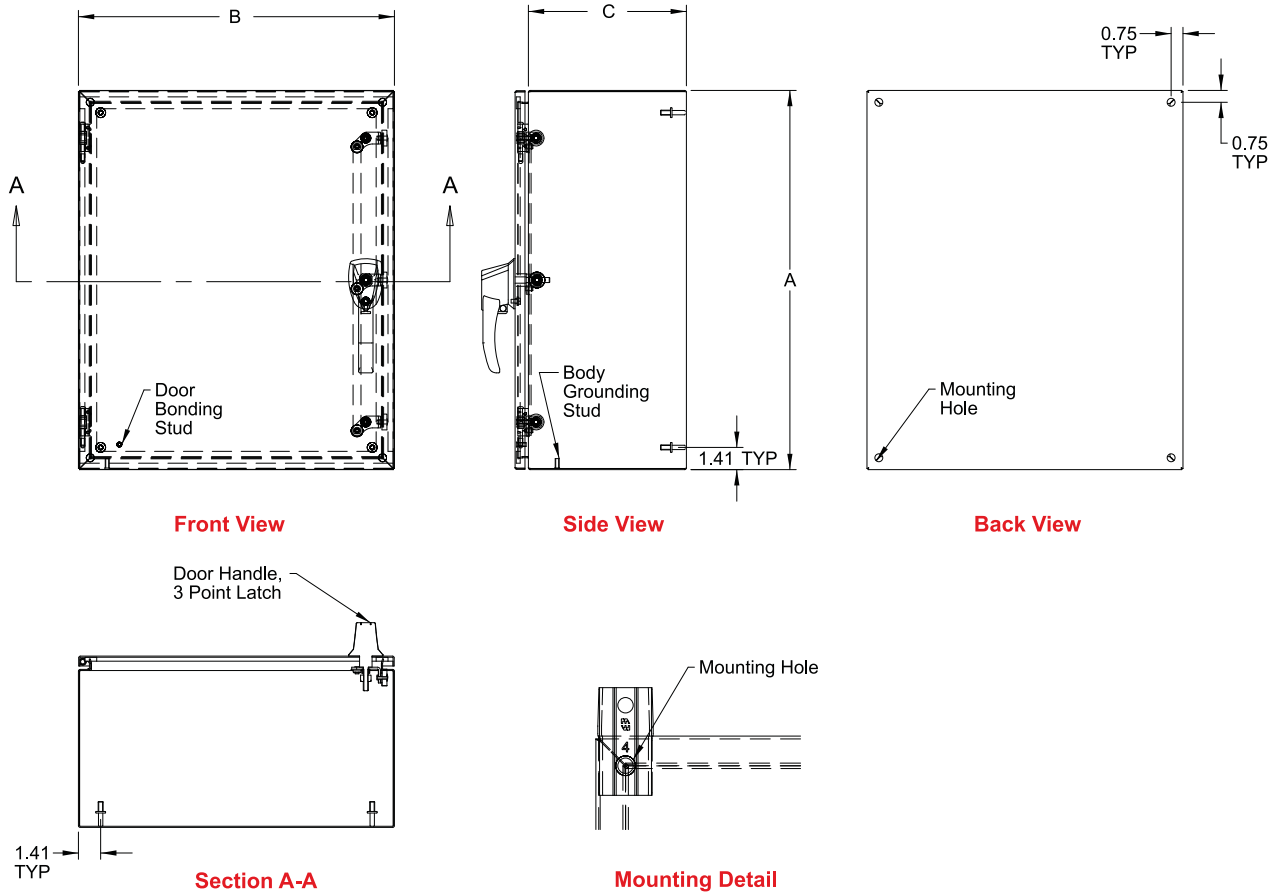 B
C
0.75
TYP
0.75
TYP
A
A
A
Door
Bonding
Stud
Body
Grounding
Stud
1.41 TYP
Mounting
Hole
Front View
Side View
Back View
Door Handle,
3 Point Latch
Mounting Hole
4
1.41
TYP
Section A-A
Mounting Detail